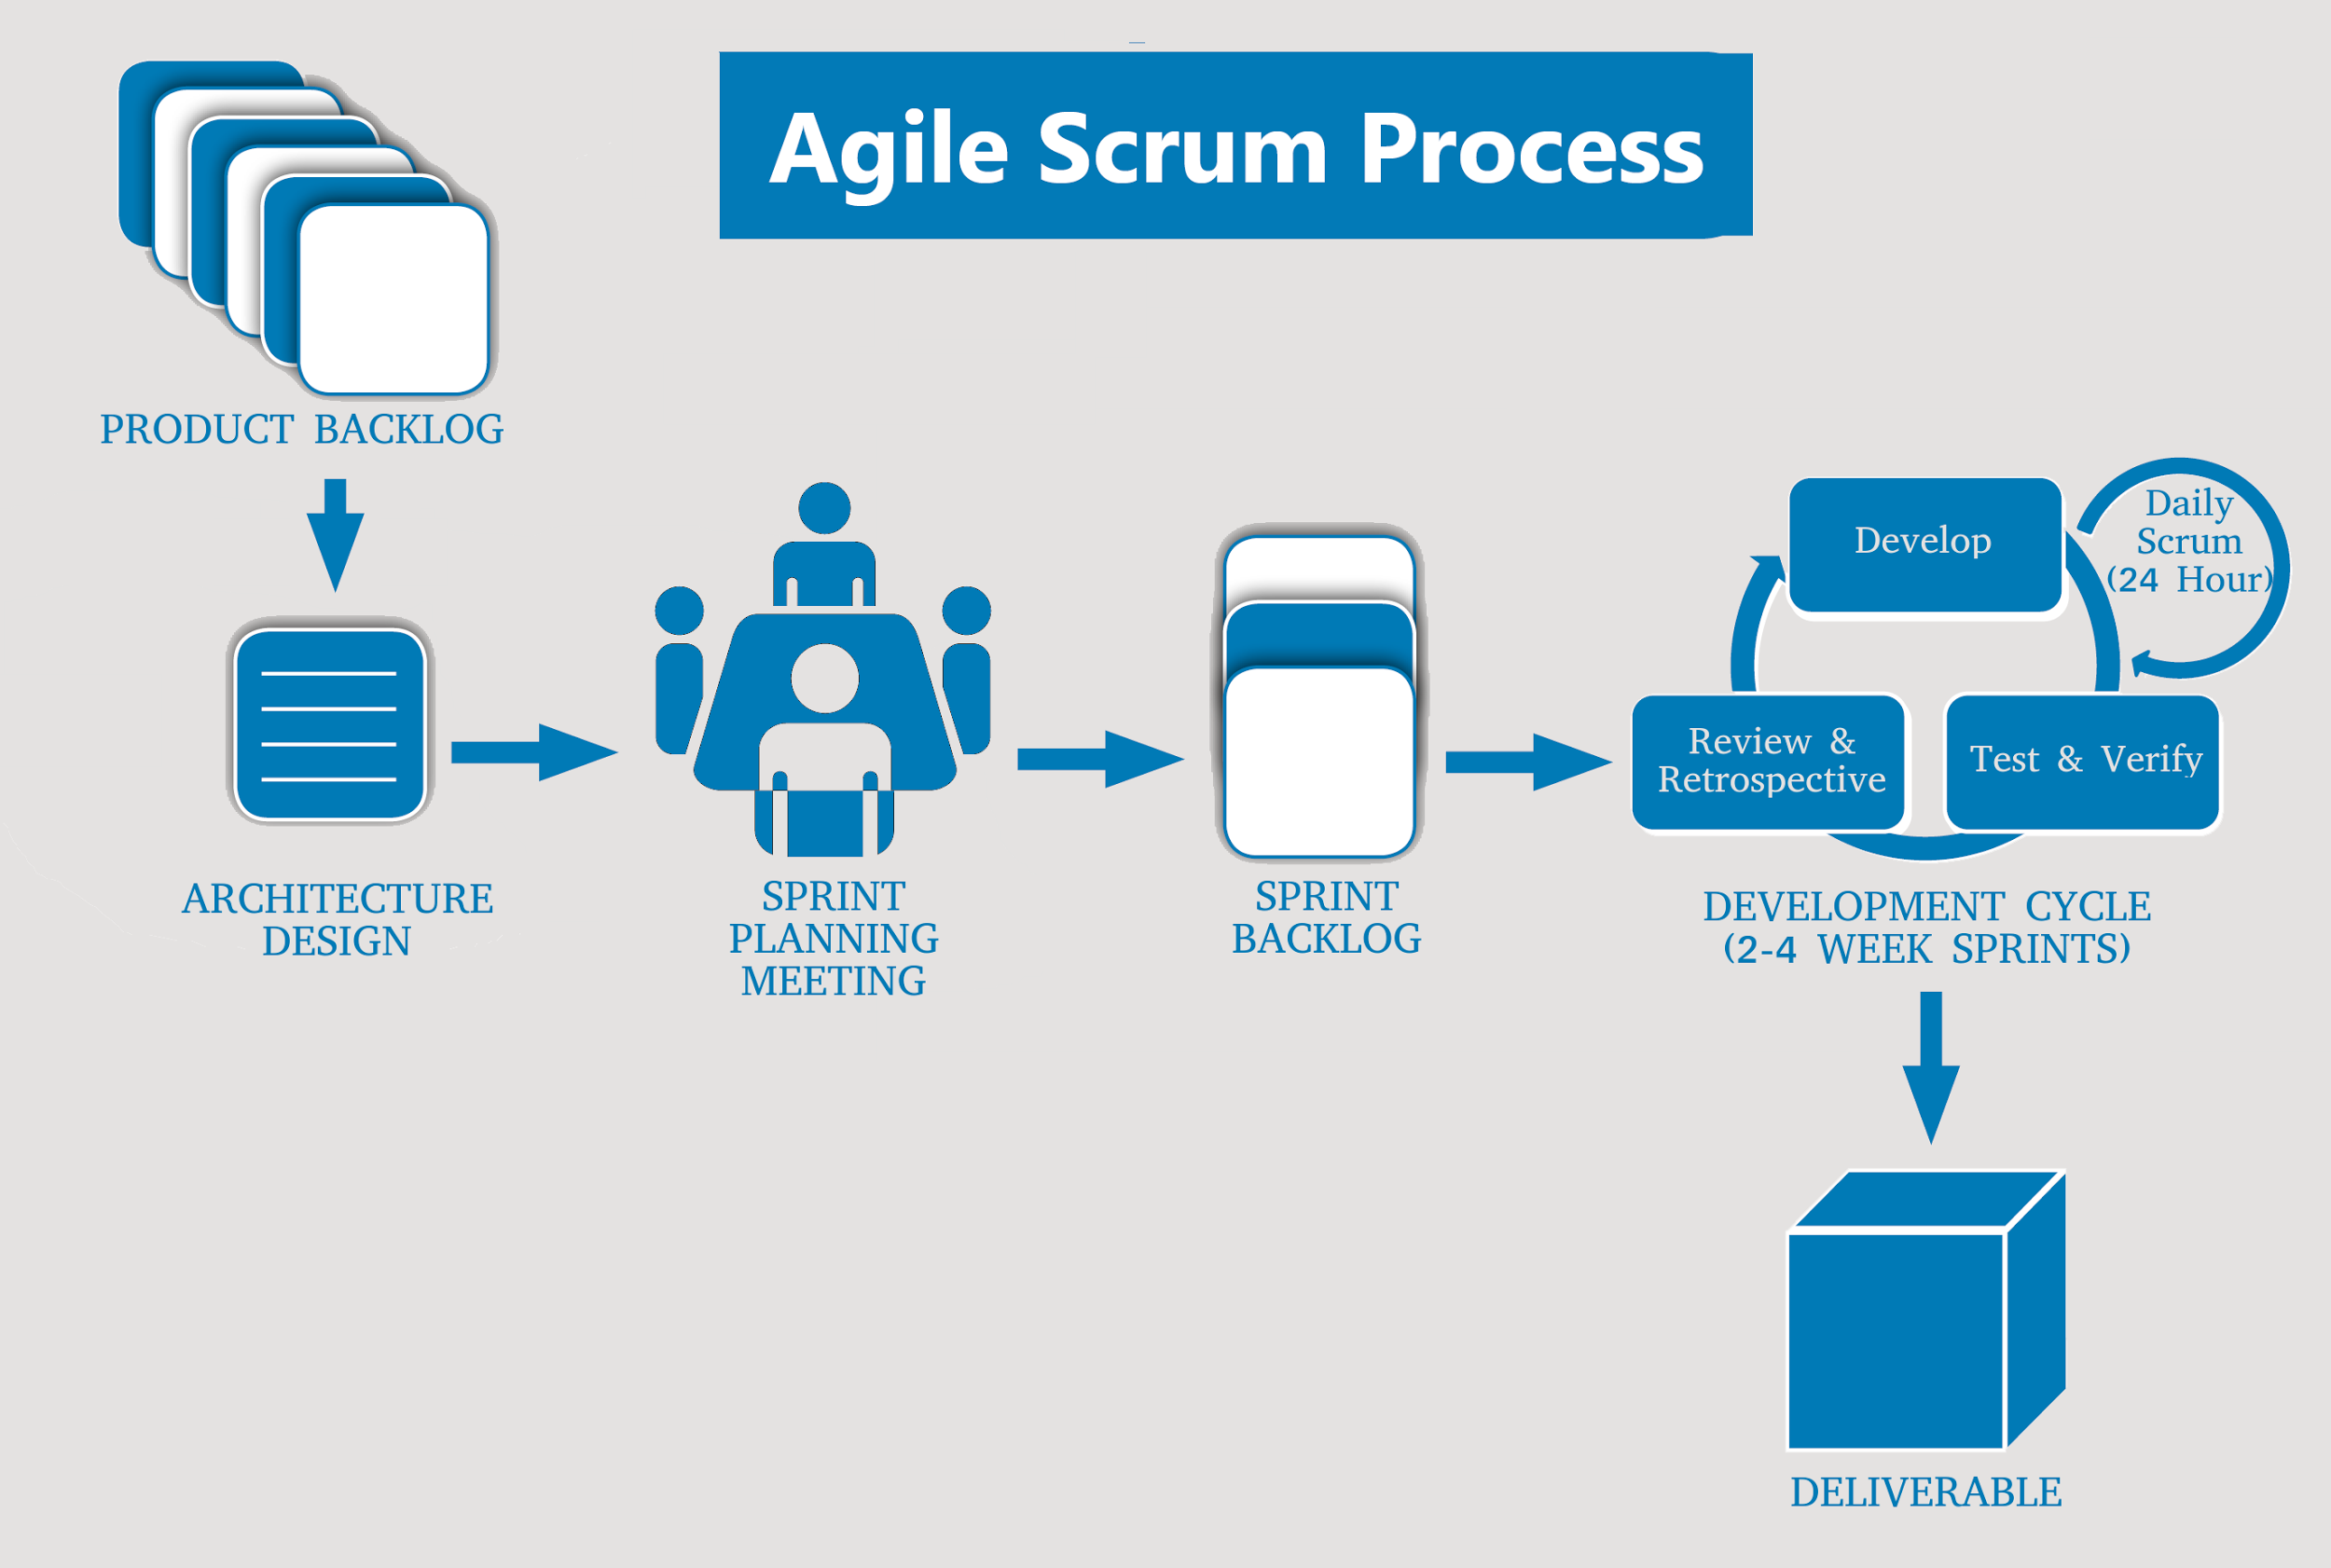 Agile Scrum Process
PRODUCT BACKLOG
ARCHITECTURE
DESIGN
SPRINT
PLANNING
MEETING
SPRINT
BACKLOG
Develop
Daily
Scrum
(24 Hour)
Test & Verify
Review &
Retrospective
DEVELOPMENT CYCLE
(2-4 WEEK SPRINTS)
DELIVERABLE